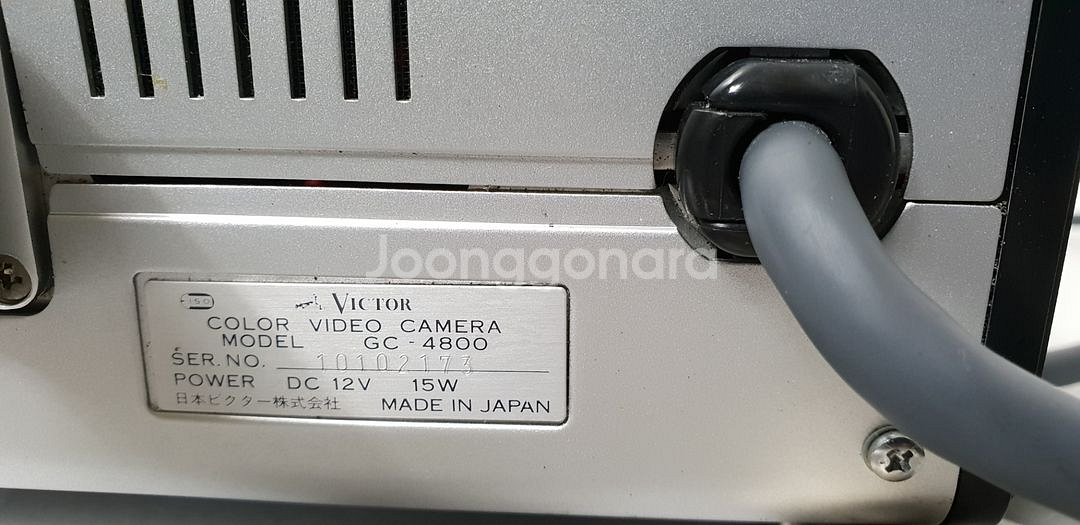 Joonggonara
ISO
VICTOR
COLOR VIDEO CAMERA
MODEL GC-4800
SER. NO. 10102173
POWER DC 12V 15W
日本ビクター株式会社 MADE IN JAPAN